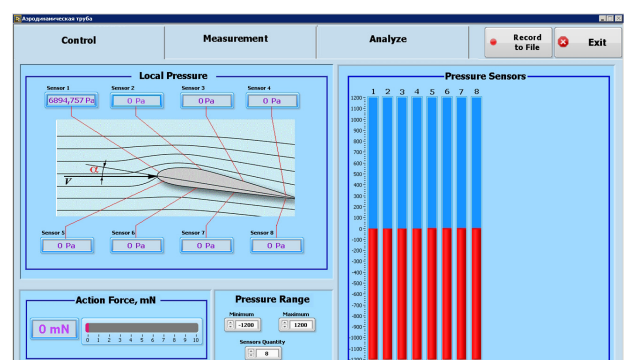 Аэродинамическая труба
Control
Measurement
Analyze
Record
to File
Exit
Local Pressure
Sensor 1
Sensor 2
Sensor 3
Sensor 4
6894,757 Pa
0 Pa
0 Pa
0 Pa
α
V
Sensor 5
Sensor 6
Sensor 7
Sensor 8
0 Pa
0 Pa
0 Pa
0 Pa
Action Force, mN
0 mN
0 1 2 3 4 5 6 7 8 9 10
Pressure Range
Minimum
Maximum
-1200
1200
Sensors Quantity
8
Pressure Sensors
1 2 3 4 5 6 7 8
1200
1100
1000
900
800
700
600
500
400
300
200
100
0
-100
-200
-300
-400
-500
-600
-700
-800
-900
-1000
-1100
-1200